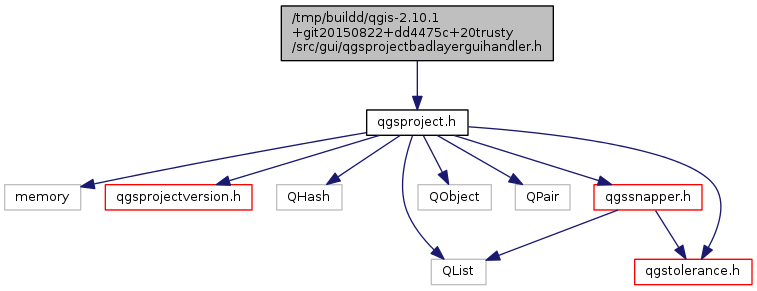 /tmp/buildd/qgis-2.10.1
+git20150822+dd4475c+20trusty
/src/gui/qgsprojectbadlayerguihandler.h
qgsproject.h
memory
qgsprojectversion.h
QHash
QObject
QPair
qgssnapper.h
QList
qgstolerance.h